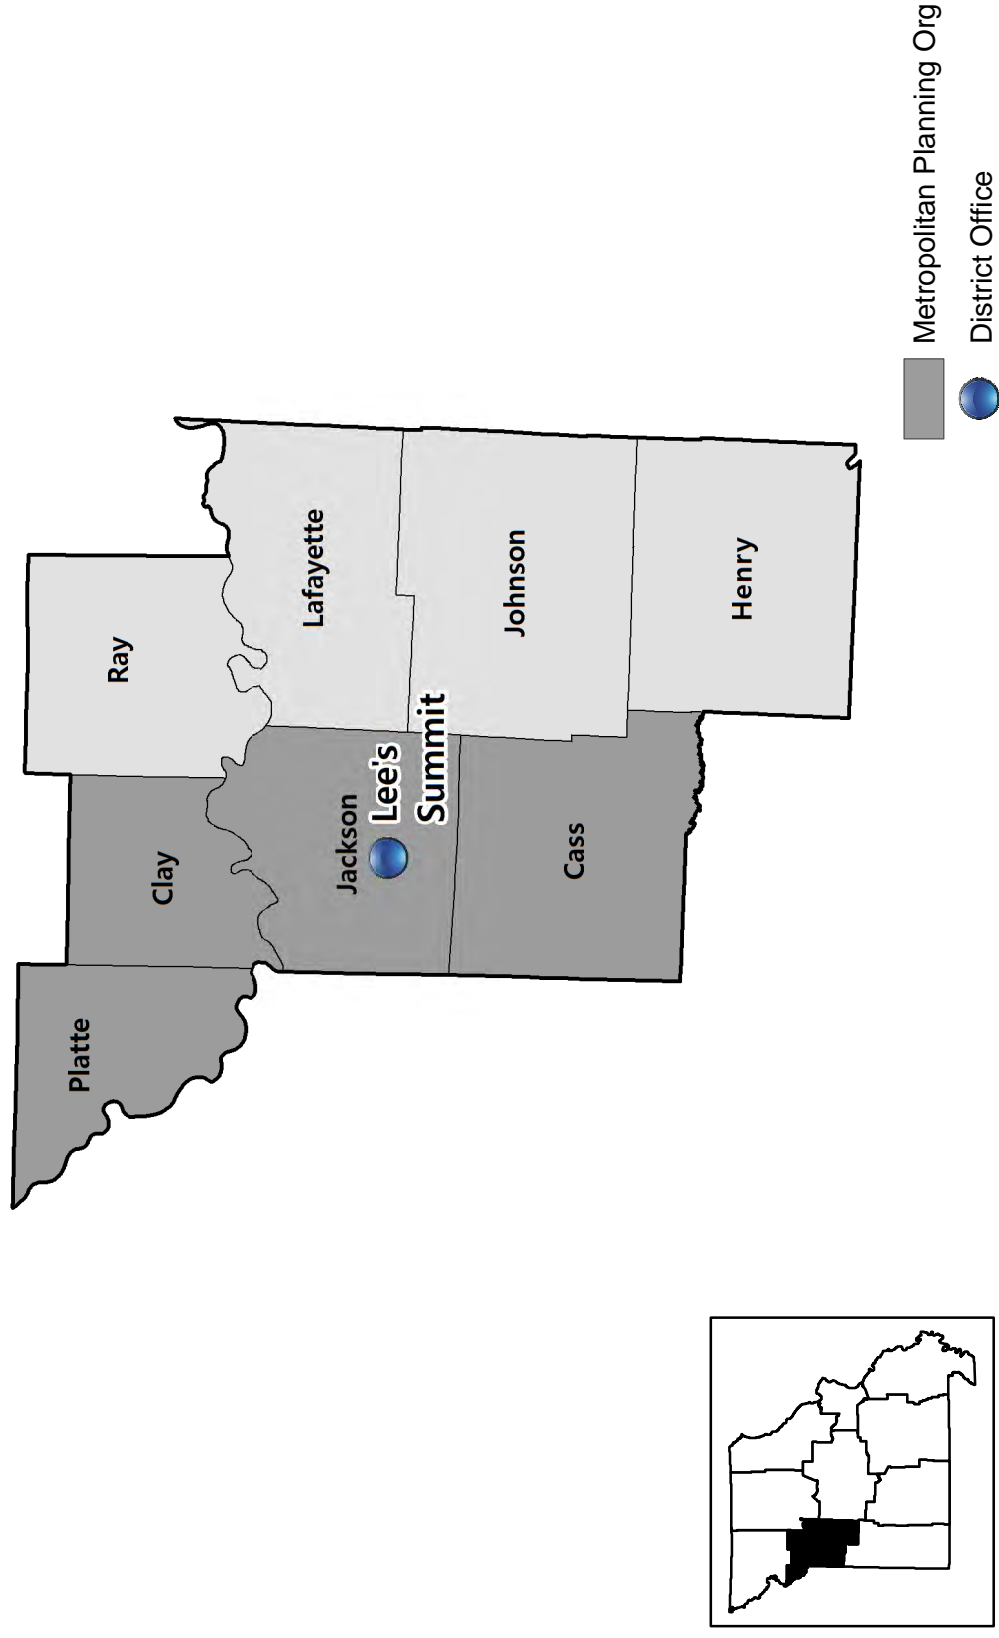 Platte
Clay
Ray
Jackson
Lee's
Summit
Lafayette
Cass
Johnson
Henry
Metropolitan Planning Org
District Office